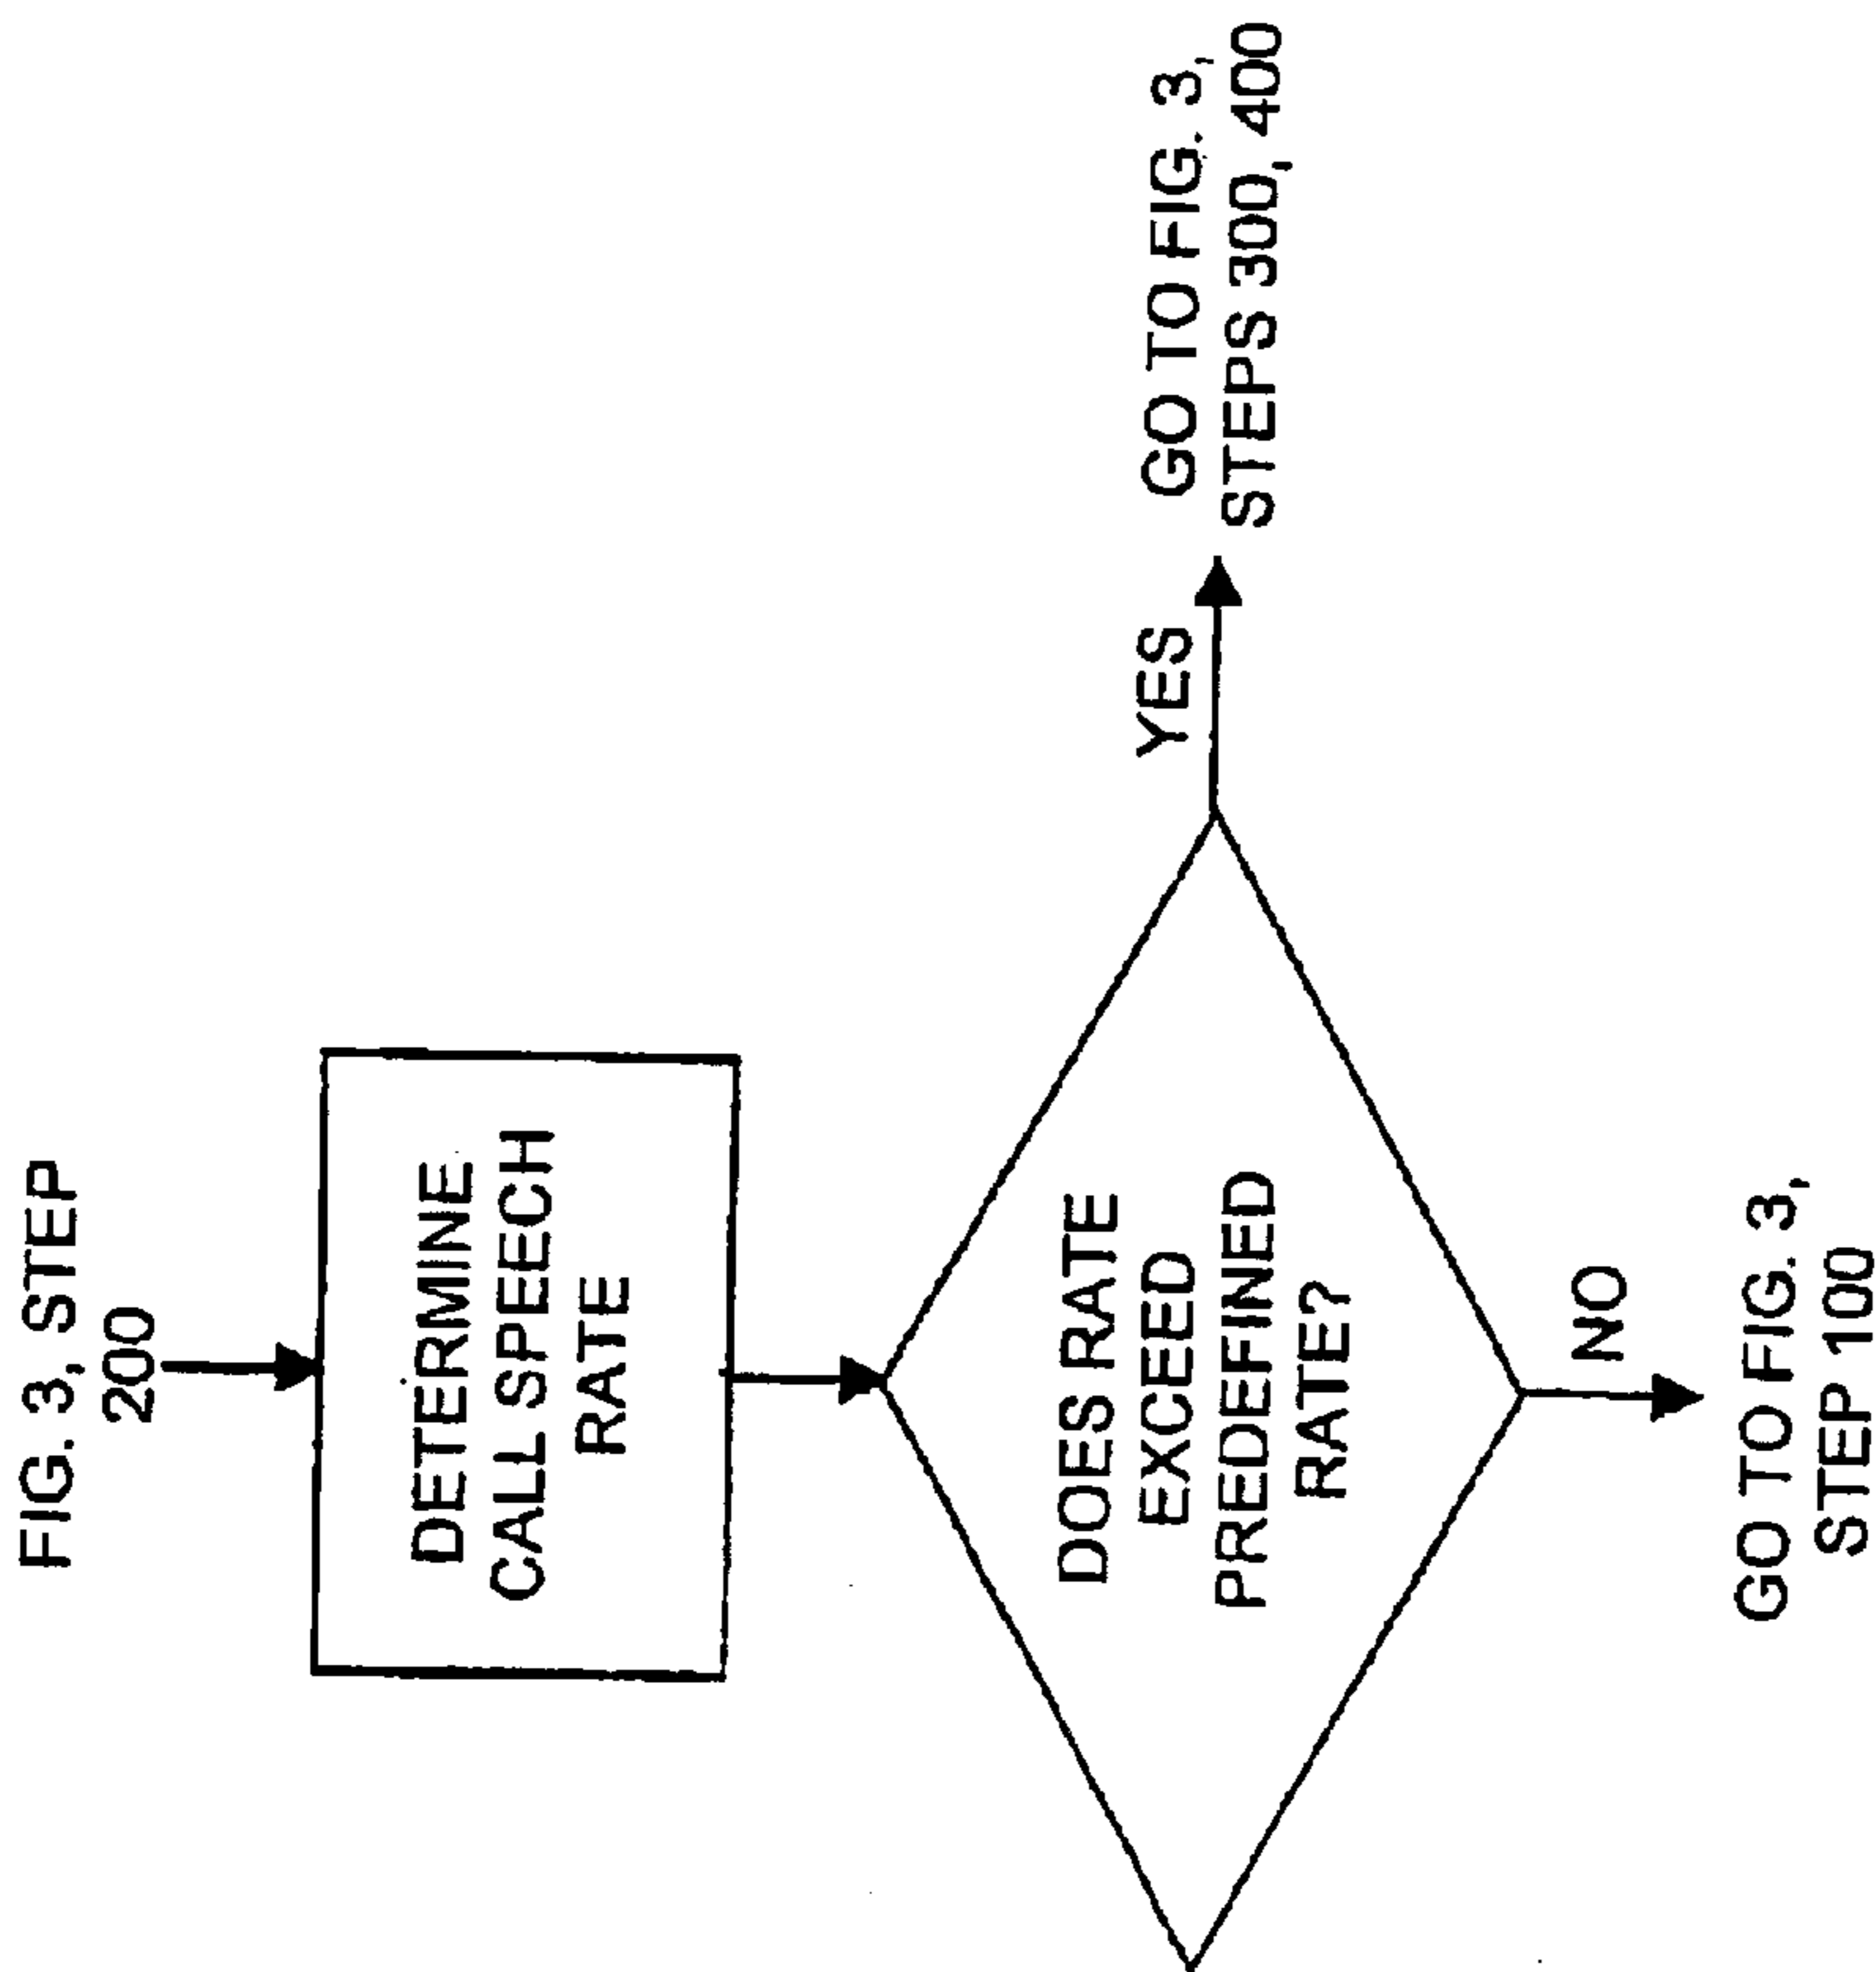 FIG. 3, STEP
200
DETERMINE
CALL SPEECH
RATE
DOES RATE
EXCEED
PREDEFINED
RATE?
YES
GO TO FIG. 3,
STEPS 300, 400
NO
GO TO FIG. 3,
STEP 100